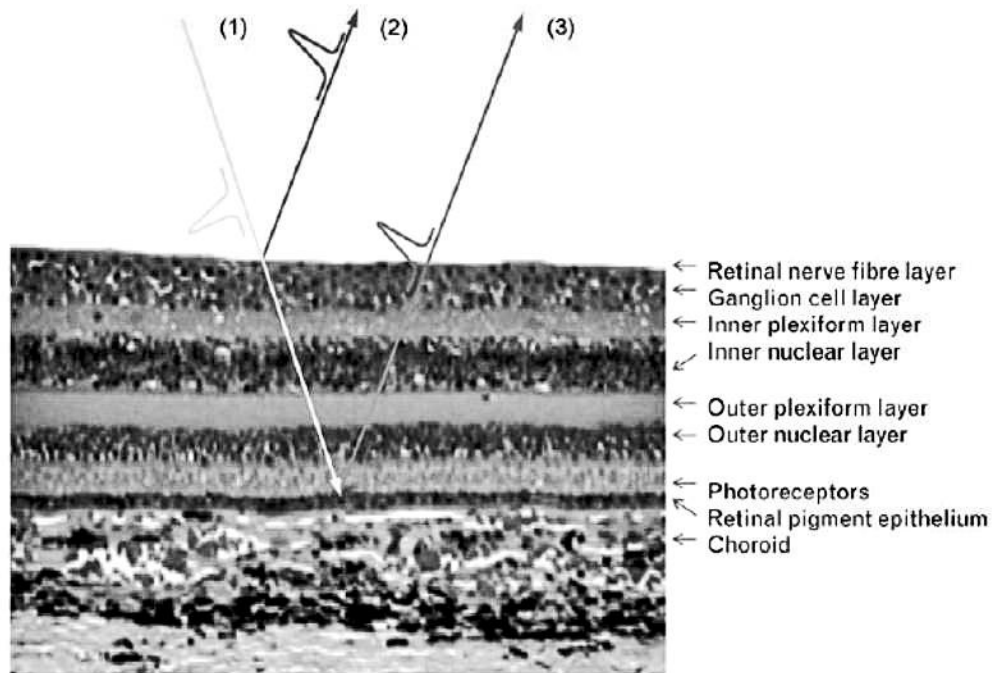 (1)
(2)
(3)
Retinal nerve fibre layer
Ganglion cell layer
Inner plexiform layer
Inner nuclear layer
Outer plexiform layer
Outer nuclear layer
Photoreceptors
Retinal pigment epithelium
Choroid